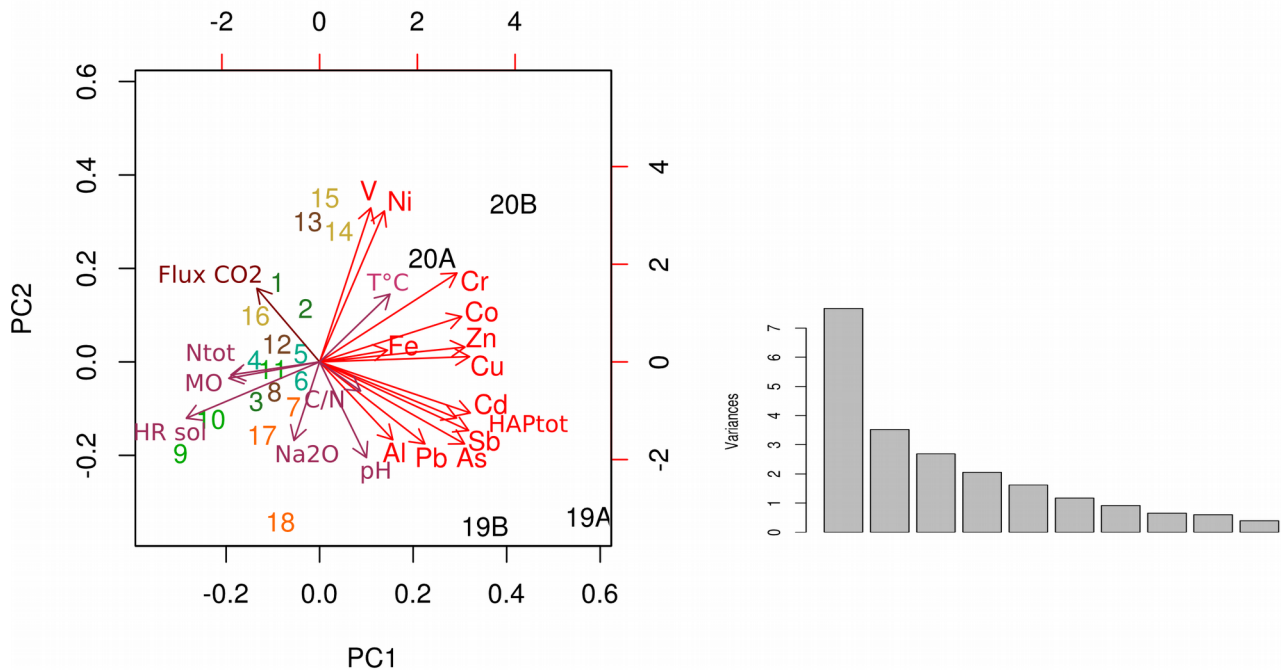 -2 0 2 4
0.6
0.4
0.2
0.0
-0.2
PC2
4
2
0
-2
15
V
13
14
Ni
20B
20A
Flux CO2
1
T°C
Cr
2
16
Co
12
Zn
Ntot
4
5
Fe
11
Cu
MO
6
8
3
7
C/N
Cd
10
HAPtot
HR sol
17
Sb
9
Na2O
pH
Al
Pb
As
18
19B
19A
-0.2 0.0 0.2 0.4 0.6
PC1
Variances
7
6
5
4
3
2
1
0